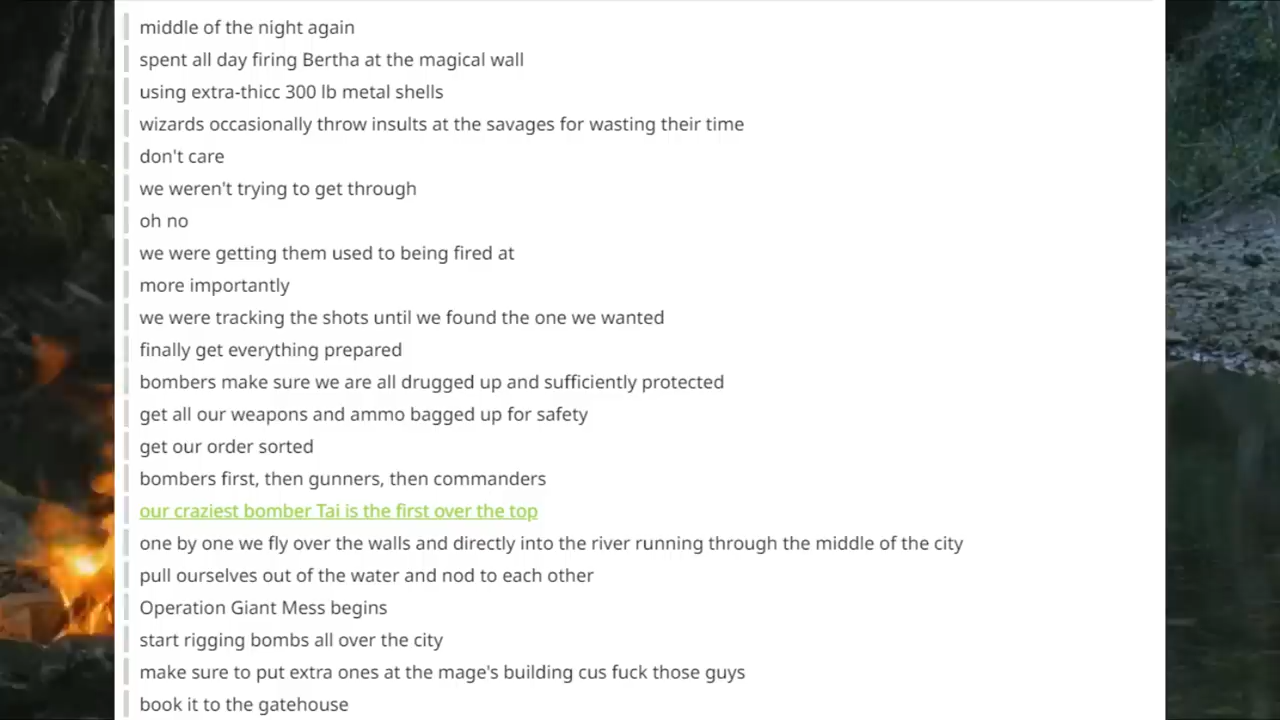 middle of the night again
spent all day firing Bertha at the magical wall
using extra-thicc 300 lb metal shells
wizards occasionally throw insults at the savages for wasting their time
don't care
we weren't trying to get through
oh no
we were getting them used to being fired at
more importantly
we were tracking the shots until we found the one we wanted
finally get everything prepared
bombers make sure we are all drugged up and sufficiently protected
get all our weapons and ammo bagged up for safety
get our order sorted
bombers first, then gunners, then commanders
our craziest bomber Tai is the first over the top
one by one we fly over the walls and directly into the river running through the middle of the city
pull ourselves out of the water and nod to each other
Operation Giant Mess begins
start rigging bombs all over the city
make sure to put extra ones at the mage's building cus fuck those guys
book it to the gatehouse